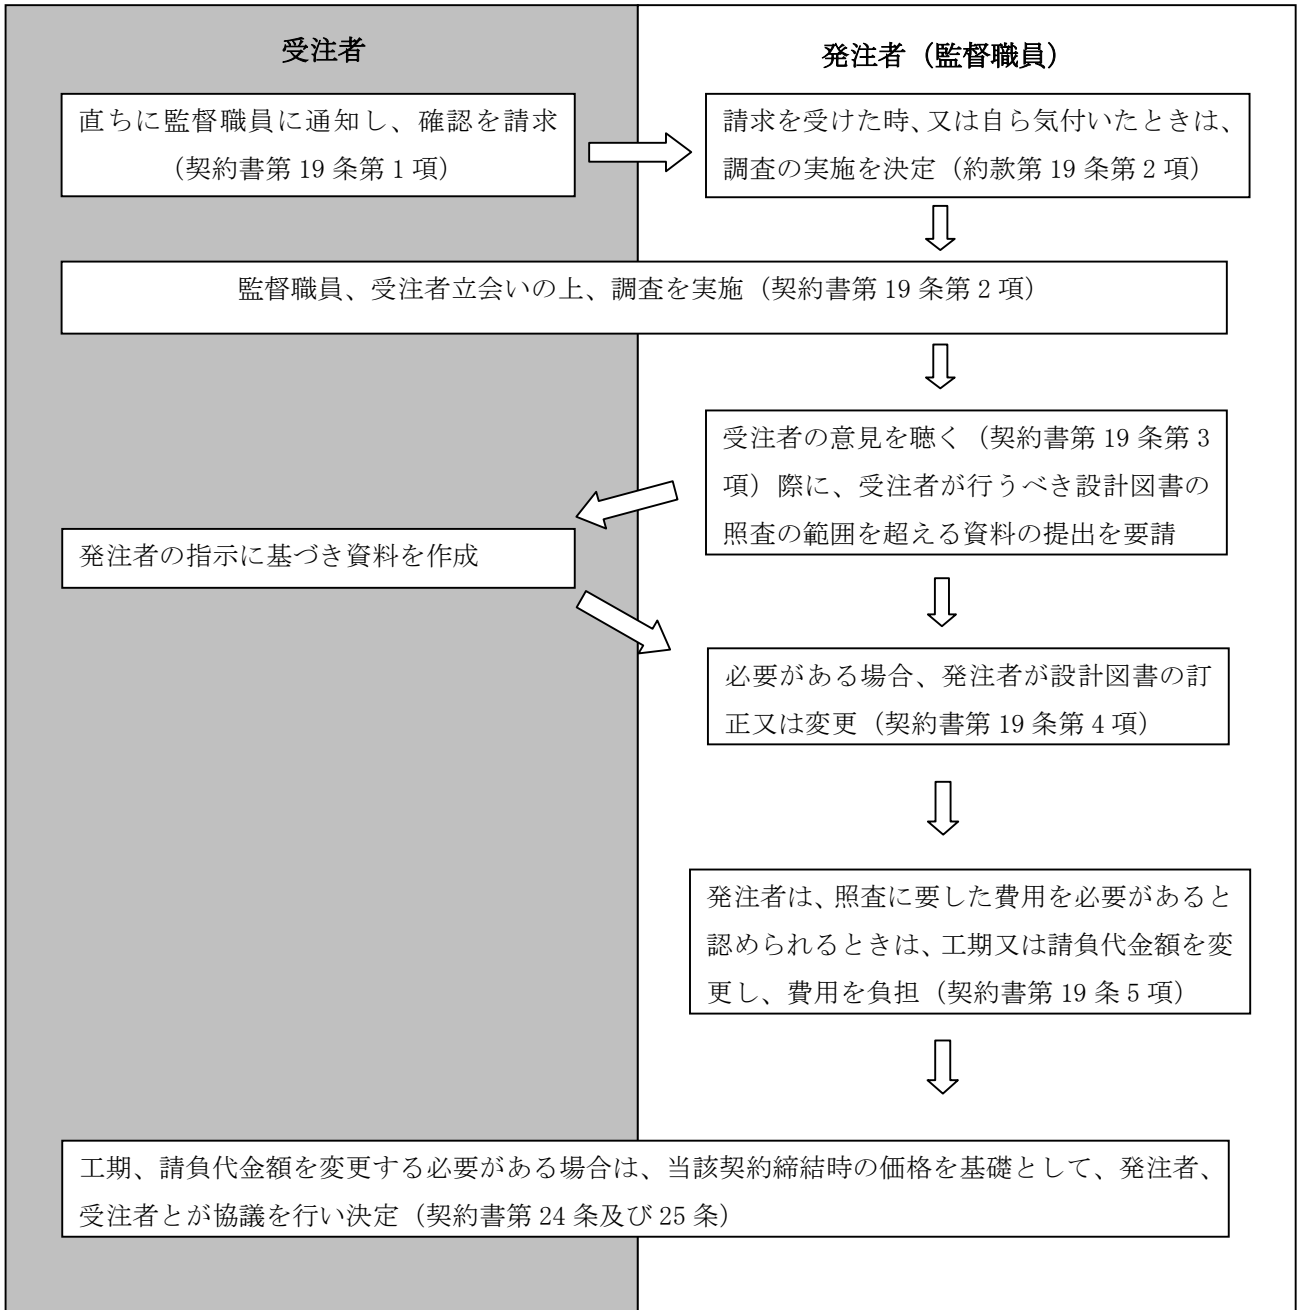 受注者
発注者（監督職員）
直ちに監督職員に通知し、確認を請求
（契約書第 19 条第 1 項）
請求を受けた時、又は自ら気付いたときは、
調査の実施を決定（約款第 19 条第 2 項）
監督職員、受注者立会いの上、調査を実施（契約書第 19 条第 2 項）
受注者の意見を聴く（契約書第 19 条第 3
項）際に、受注者が行うべき設計図書の
照査の範囲を超える資料の提出を要請
発注者の指示に基づき資料を作成
必要がある場合、発注者が設計図書の訂
正又は変更（契約書第 19 条第 4 項）
発注者は、照査に要した費用を必要があると
認められるときは、工期又は請負代金額を変
更し、費用を負担（契約書第 19 条 5 項）
工期、請負代金額を変更する必要がある場合は、当該契約締結時の価格を基礎として、発注者、
受注者とが協議を行い決定（契約書第 24 条及び 25 条）